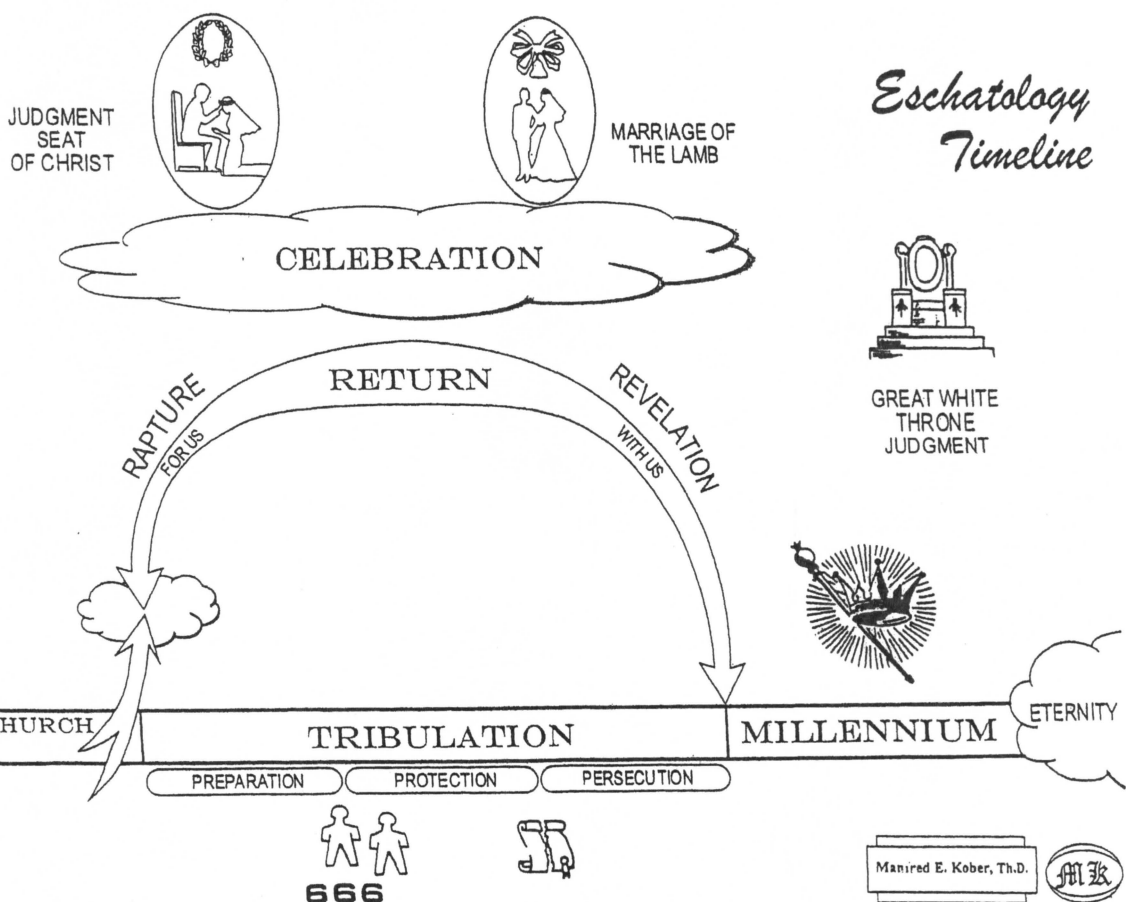 JUDGMENT
SEAT
OF CHRIST
MARRIAGE OF
THE LAMB
Eschatology
Timeline
CELEBRATION
RETURN
RAPTURE
FOR US
REVELATION
WITH US
GREAT WHITE
THRONE
JUDGMENT
HURCH
TRIBULATION
MILLENNIUM
ETERNITY
PREPARATION
PROTECTION
PERSECUTION
666
Manfred E. Kober, Th.D.
MK